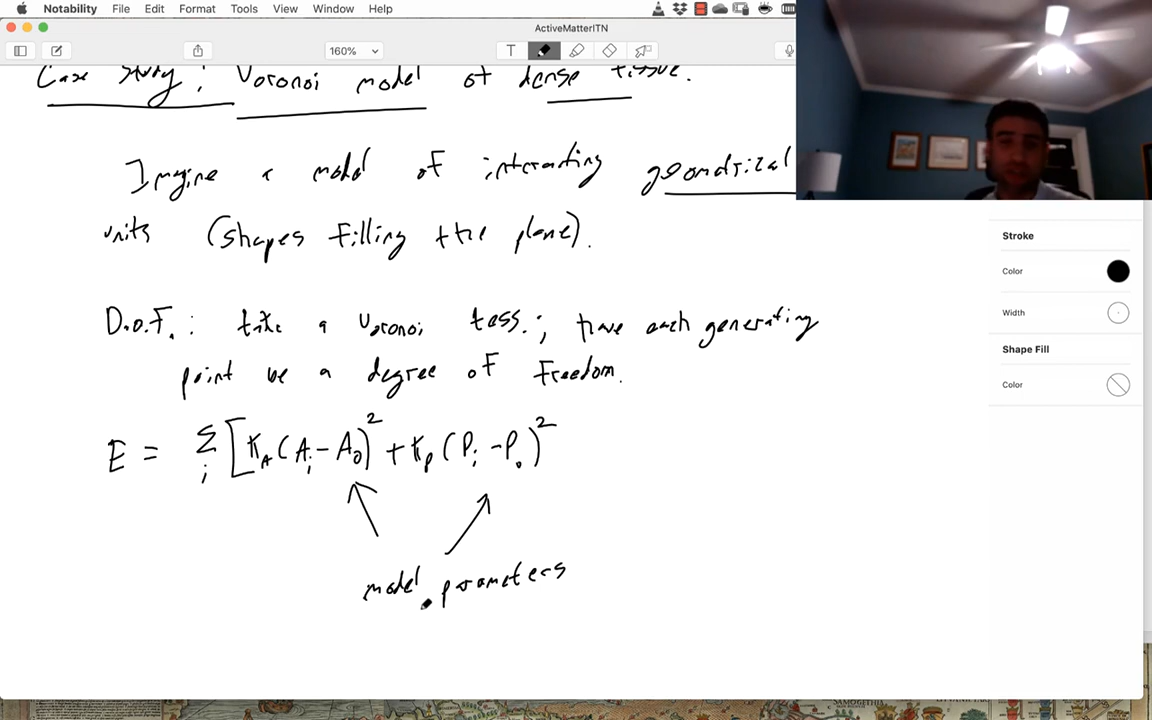 Notability File Edit Format Tools View Window Help
ActiveMatterITN
160% T
Case Study: Voronoi model of dense tissue.
Imagine a model of interacting geometrical
units (shapes filling the plane).
Stroke
Color
Width
Shape Fill
Color
D.o.F.: take a Voronoi tess.; have each generating
point be a degree of freedom.
E = Σ_i [K_A (A_i - A_0)^2 + K_P (P_i - P_0)^2
model parameters